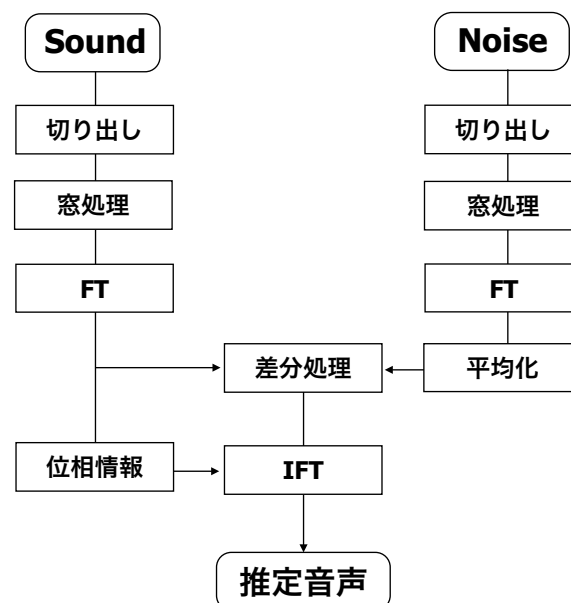 Sound
Noise
切り出し
切り出し
窓処理
窓処理
FT
FT
差分処理
平均化
位相情報
IFT
推定音声